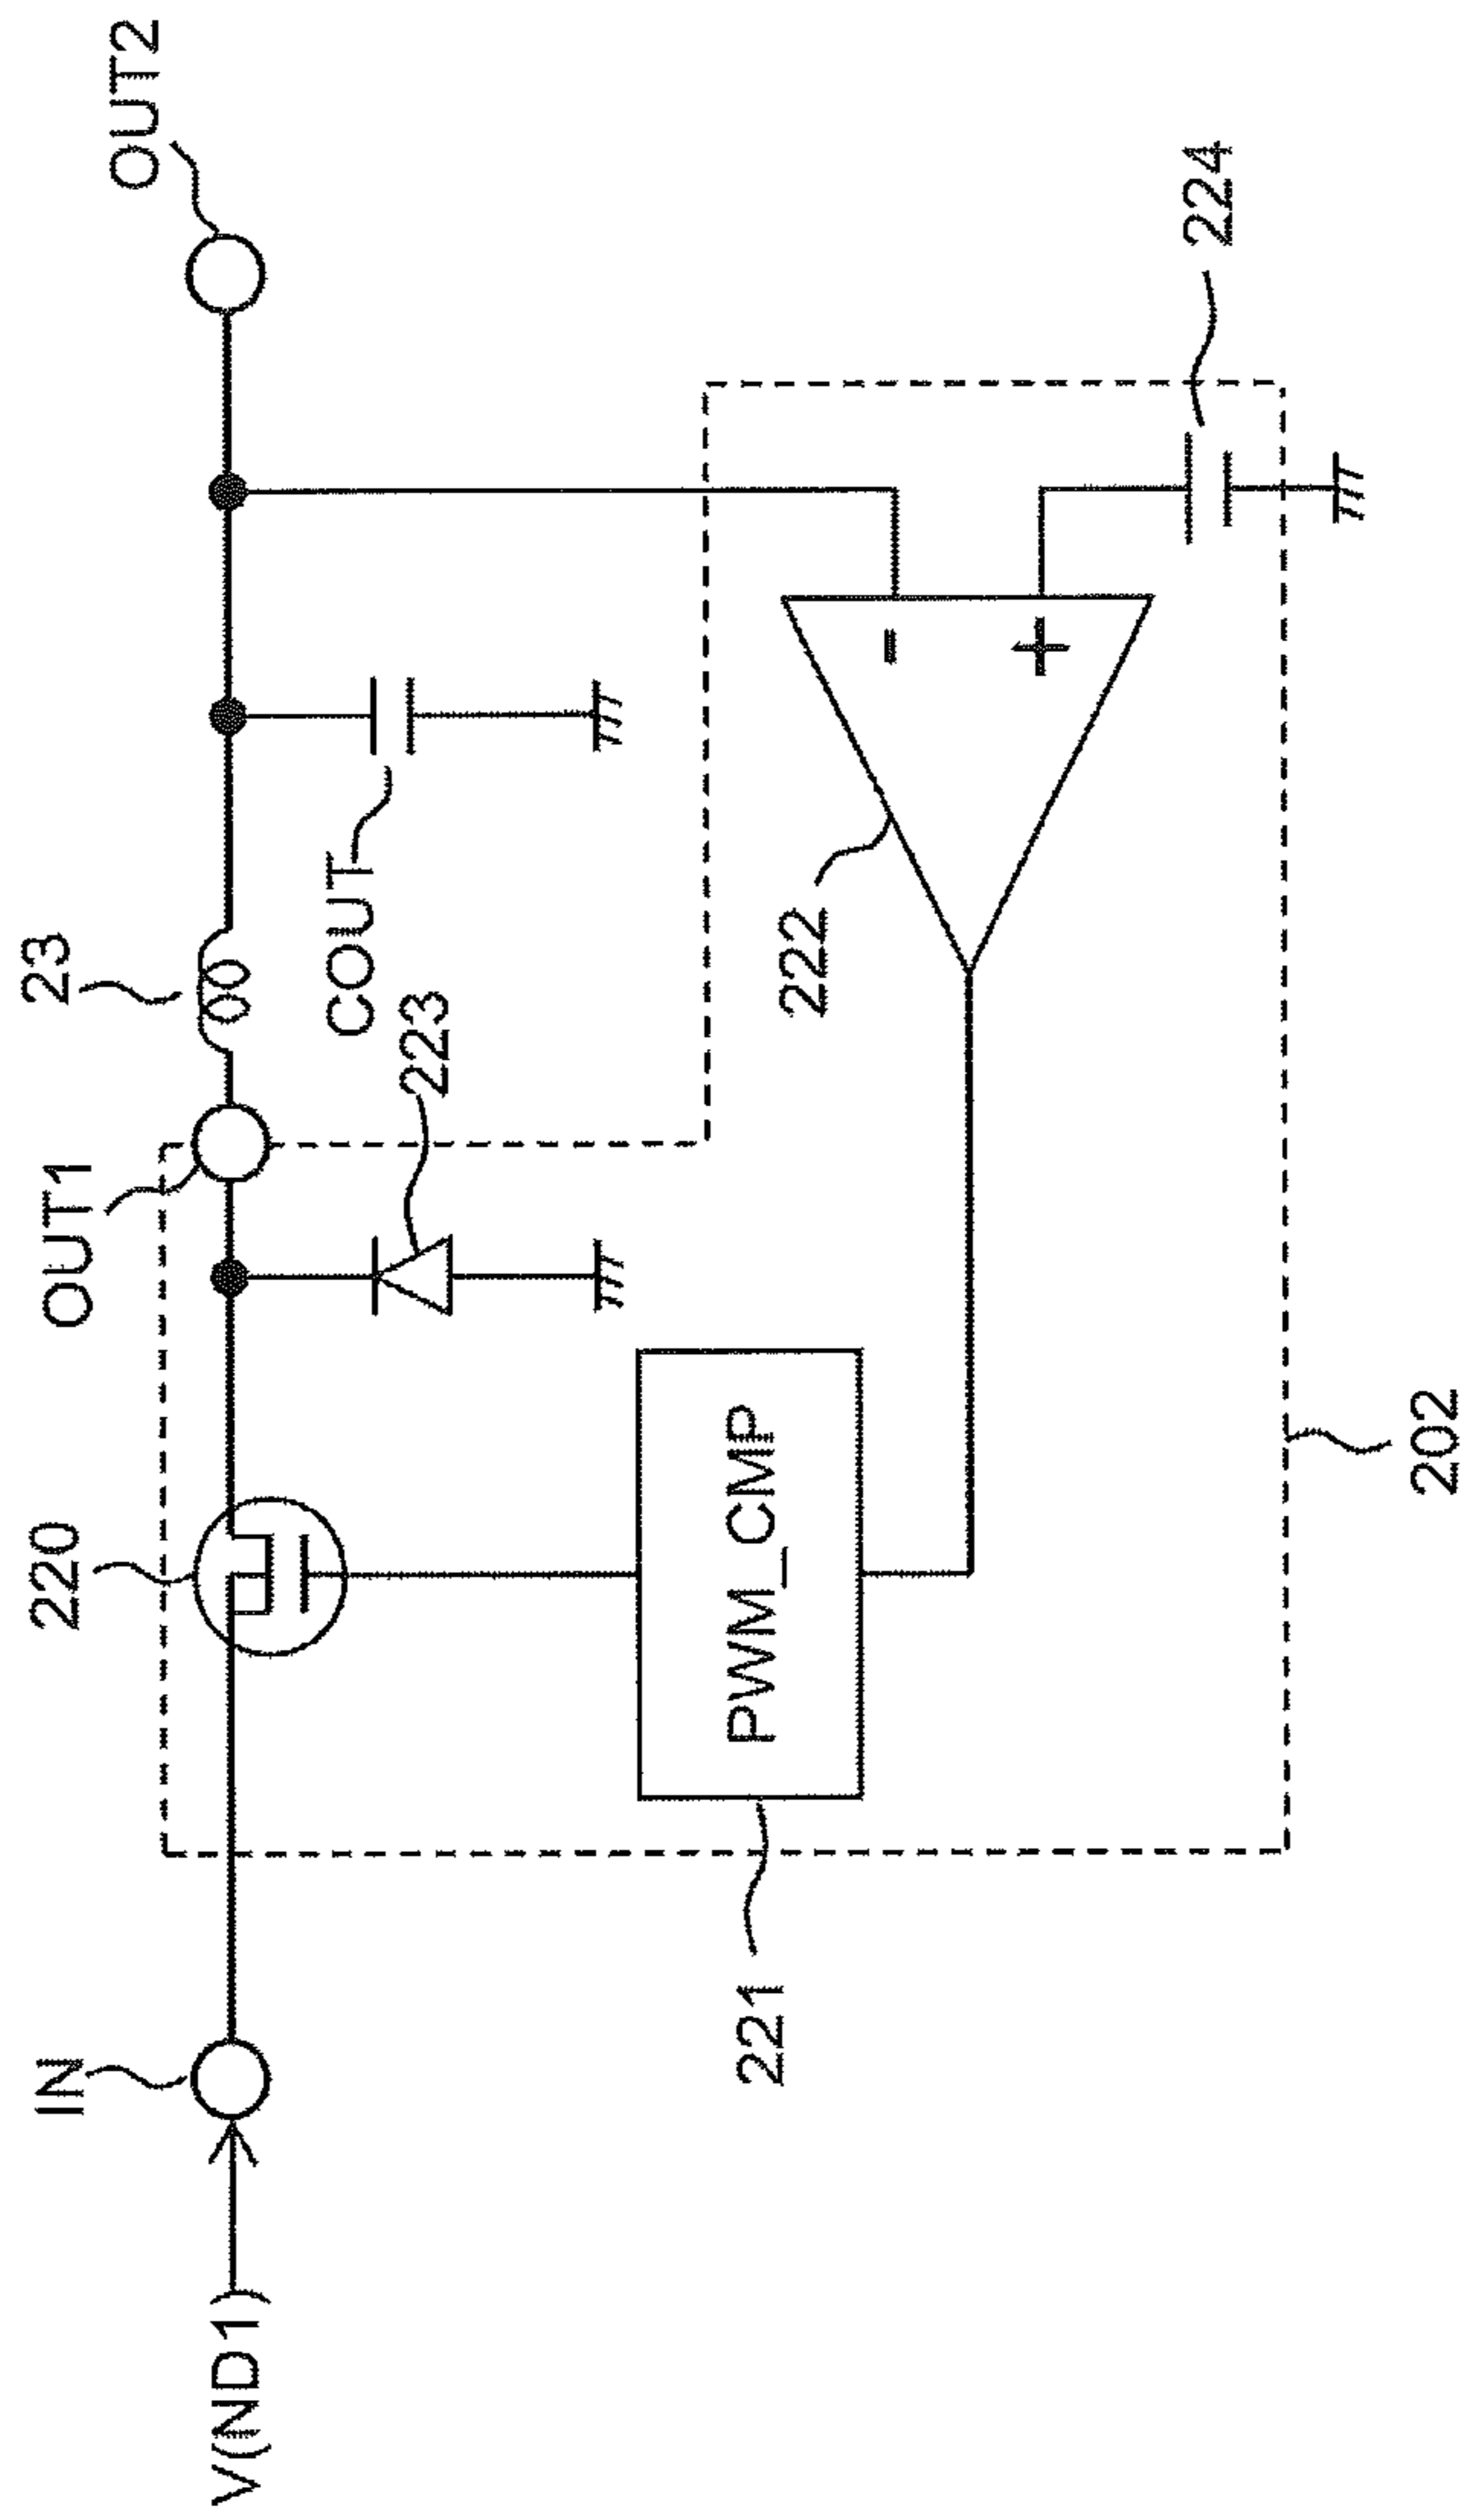 IN
220
OUT1
23
OUT2
V(ND1)
COUT
223
PWM_CMP
221
222
-
+
224
202